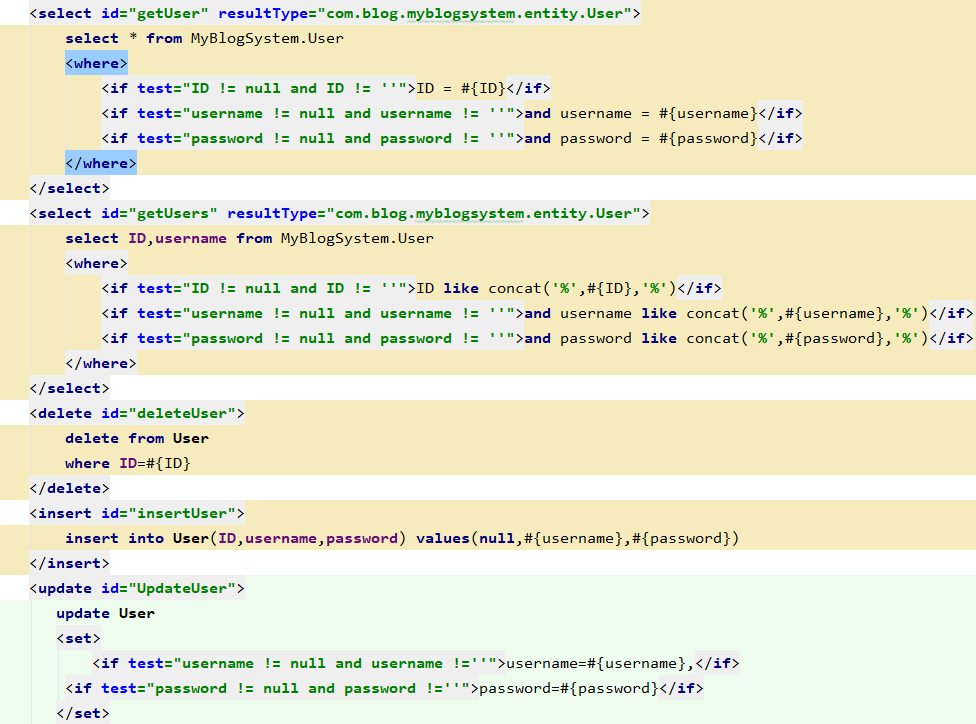 <select id="getUser" resultType="com.blog.myblogsystem.entity.User">
select * from MyBlogSystem.User
<where>
<if test="ID != null and ID != ''">ID = #{ID}</if>
<if test="username != null and username != ''">and username = #{username}</if>
<if test="password != null and password != ''">and password = #{password}</if>
</where>
</select>
<select id="getUsers" resultType="com.blog.myblogsystem.entity.User">
select ID,username from MyBlogSystem.User
<where>
<if test="ID != null and ID != ''">ID like concat('%',#{ID},'%')</if>
<if test="username != null and username != ''">and username like concat('%',#{username},'%')</if>
<if test="password != null and password != ''">and password like concat('%',#{password},'%')</if>
</where>
</select>
<delete id="deleteUser">
delete from User
where ID=#{ID}
</delete>
<insert id="insertUser">
insert into User(ID,username,password) values(null,#{username},#{password})
</insert>
<update id="UpdateUser">
update User
<set>
<if test="username != null and username !=''">username=#{username},</if>
<if test="password != null and password !=''">password=#{password}</if>
</set>